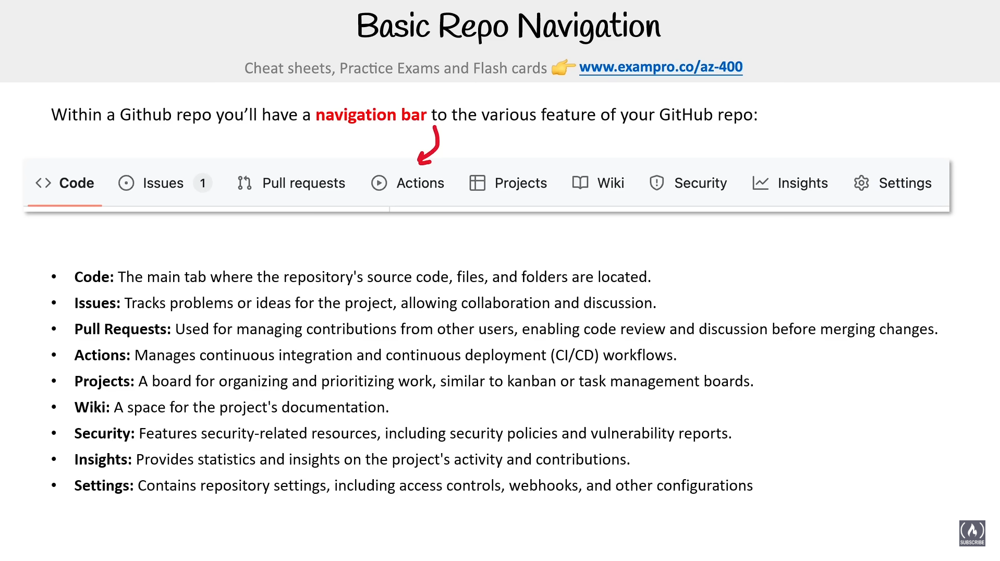 Basic Repo Navigation
Cheat sheets, Practice Exams and Flash cards 👉 www.exampro.co/az-400
Within a Github repo you’ll have a navigation bar to the various feature of your GitHub repo:
Code Issues 1 Pull requests Actions Projects Wiki Security Insights Settings
• Code: The main tab where the repository's source code, files, and folders are located.
• Issues: Tracks problems or ideas for the project, allowing collaboration and discussion.
• Pull Requests: Used for managing contributions from other users, enabling code review and discussion before merging changes.
• Actions: Manages continuous integration and continuous deployment (CI/CD) workflows.
• Projects: A board for organizing and prioritizing work, similar to kanban or task management boards.
• Wiki: A space for the project's documentation.
• Security: Features security-related resources, including security policies and vulnerability reports.
• Insights: Provides statistics and insights on the project's activity and contributions.
• Settings: Contains repository settings, including access controls, webhooks, and other configurations
SUBSCRIBE